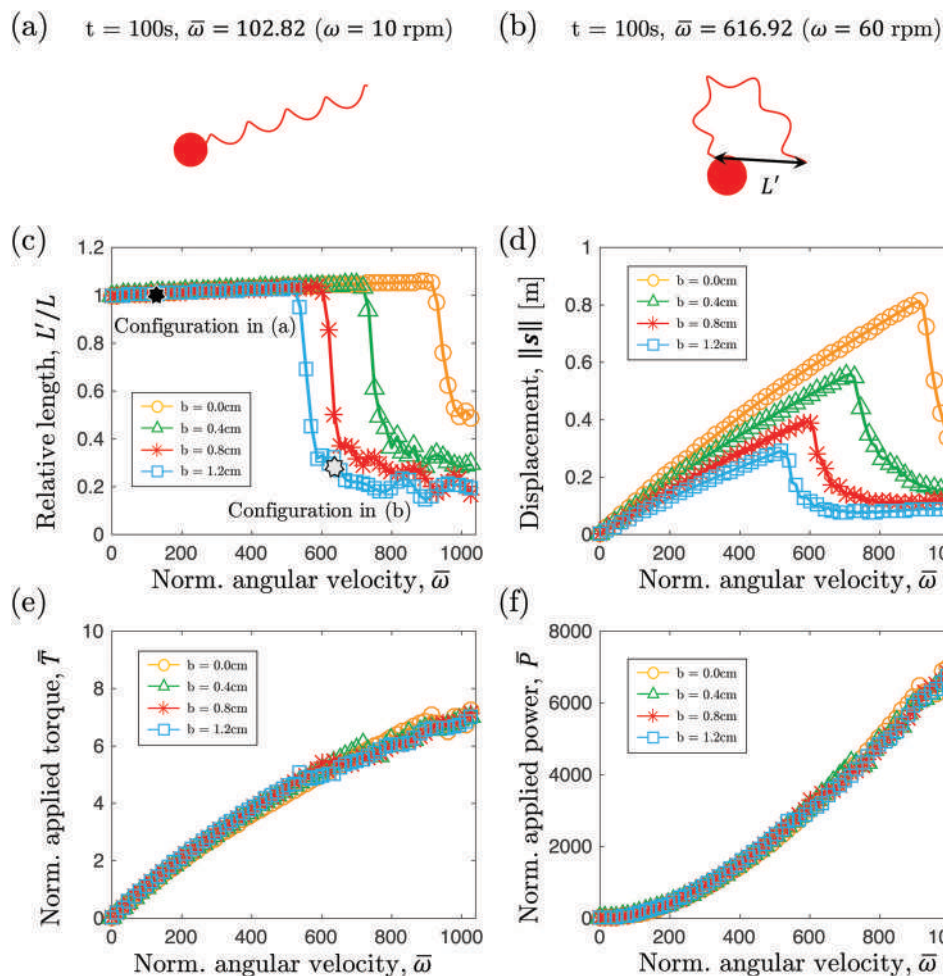 (a) t = 100s, ω̅ = 102.82 (ω = 10 rpm)
(b) t = 100s, ω̅ = 616.92 (ω = 60 rpm)
L′
(c)
1.2
1.0
0.8
0.6
0.4
0.2
0
Relative length, L′/L
Configuration in (a)
b = 0.0cm
b = 0.4cm
b = 0.8cm
b = 1.2cm
Configuration in (b)
0 200 400 600 800 1000
Norm. angular velocity, ω̅
(d)
1
0.8
0.6
0.4
0.2
0
Displacement, ||s|| [m]
b = 0.0cm
b = 0.4cm
b = 0.8cm
b = 1.2cm
0 200 400 600 800 100
Norm. angular velocity, ω̅
(e)
10
8
6
4
2
0
Norm. applied torque, T̅
b = 0.0cm
b = 0.4cm
b = 0.8cm
b = 1.2cm
0 200 400 600 800 1000
Norm. angular velocity, ω̅
(f)
8000
6000
4000
2000
0
Norm. applied power, P̅
b = 0.0cm
b = 0.4cm
b = 0.8cm
b = 1.2cm
0 200 400 600 800 100
Norm. angular velocity, ω̅